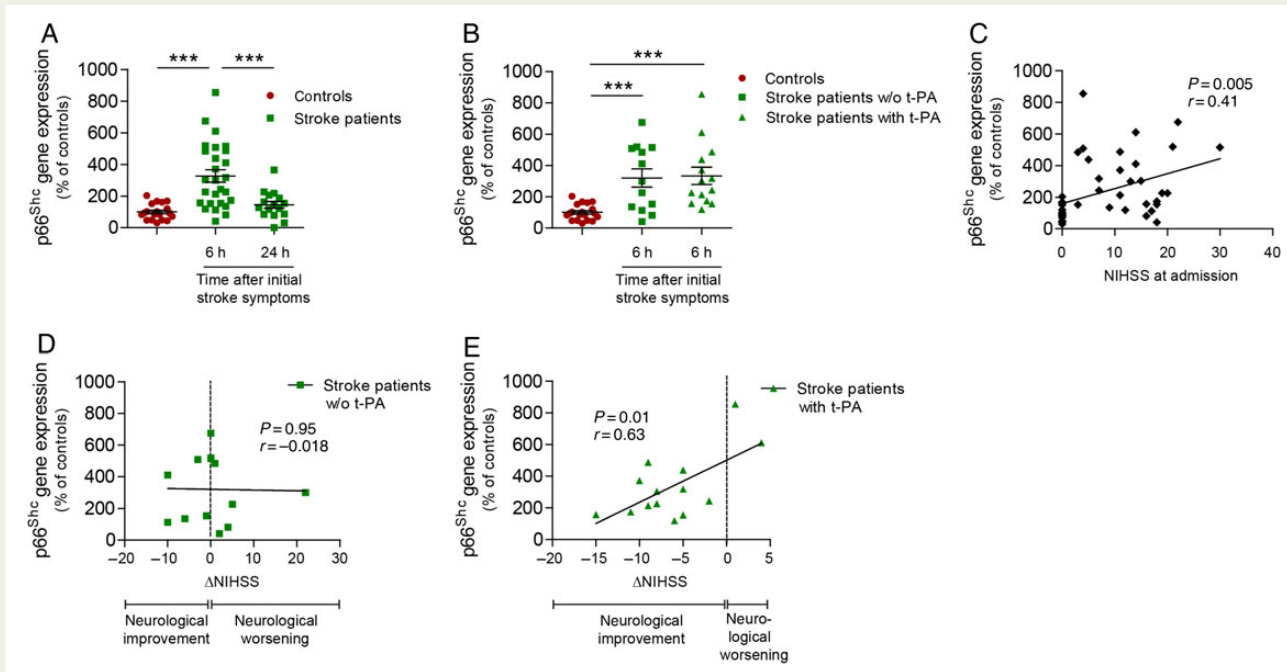 A
p66Shc gene expression
(% of controls)
1000
800
600
400
200
0
***
***
Controls
Stroke patients
6 h
24 h
Time after initial
stroke symptoms
B
p66Shc gene expression
(% of controls)
1000
800
600
400
200
0
***
***
Controls
Stroke patients w/o t-PA
Stroke patients with t-PA
6 h
6 h
Time after initial
stroke symptoms
C
p66Shc gene expression
(% of controls)
1000
800
600
400
200
0
P=0.005
r=0.41
0
10
20
30
40
NIHSS at admission
D
p66Shc gene expression
(% of controls)
1000
800
600
400
200
0
Stroke patients
w/o t-PA
P=0.95
r=–0.018
–20
–10
0
10
20
30
ΔNIHSS
Neurological
improvement
Neurological
worsening
E
p66Shc gene expression
(% of controls)
1000
800
600
400
200
0
P=0.01
r=0.63
Stroke patients
with t-PA
–20
–15
–10
–5
0
5
ΔNIHSS
Neurological
improvement
Neuro-
logical
worsening